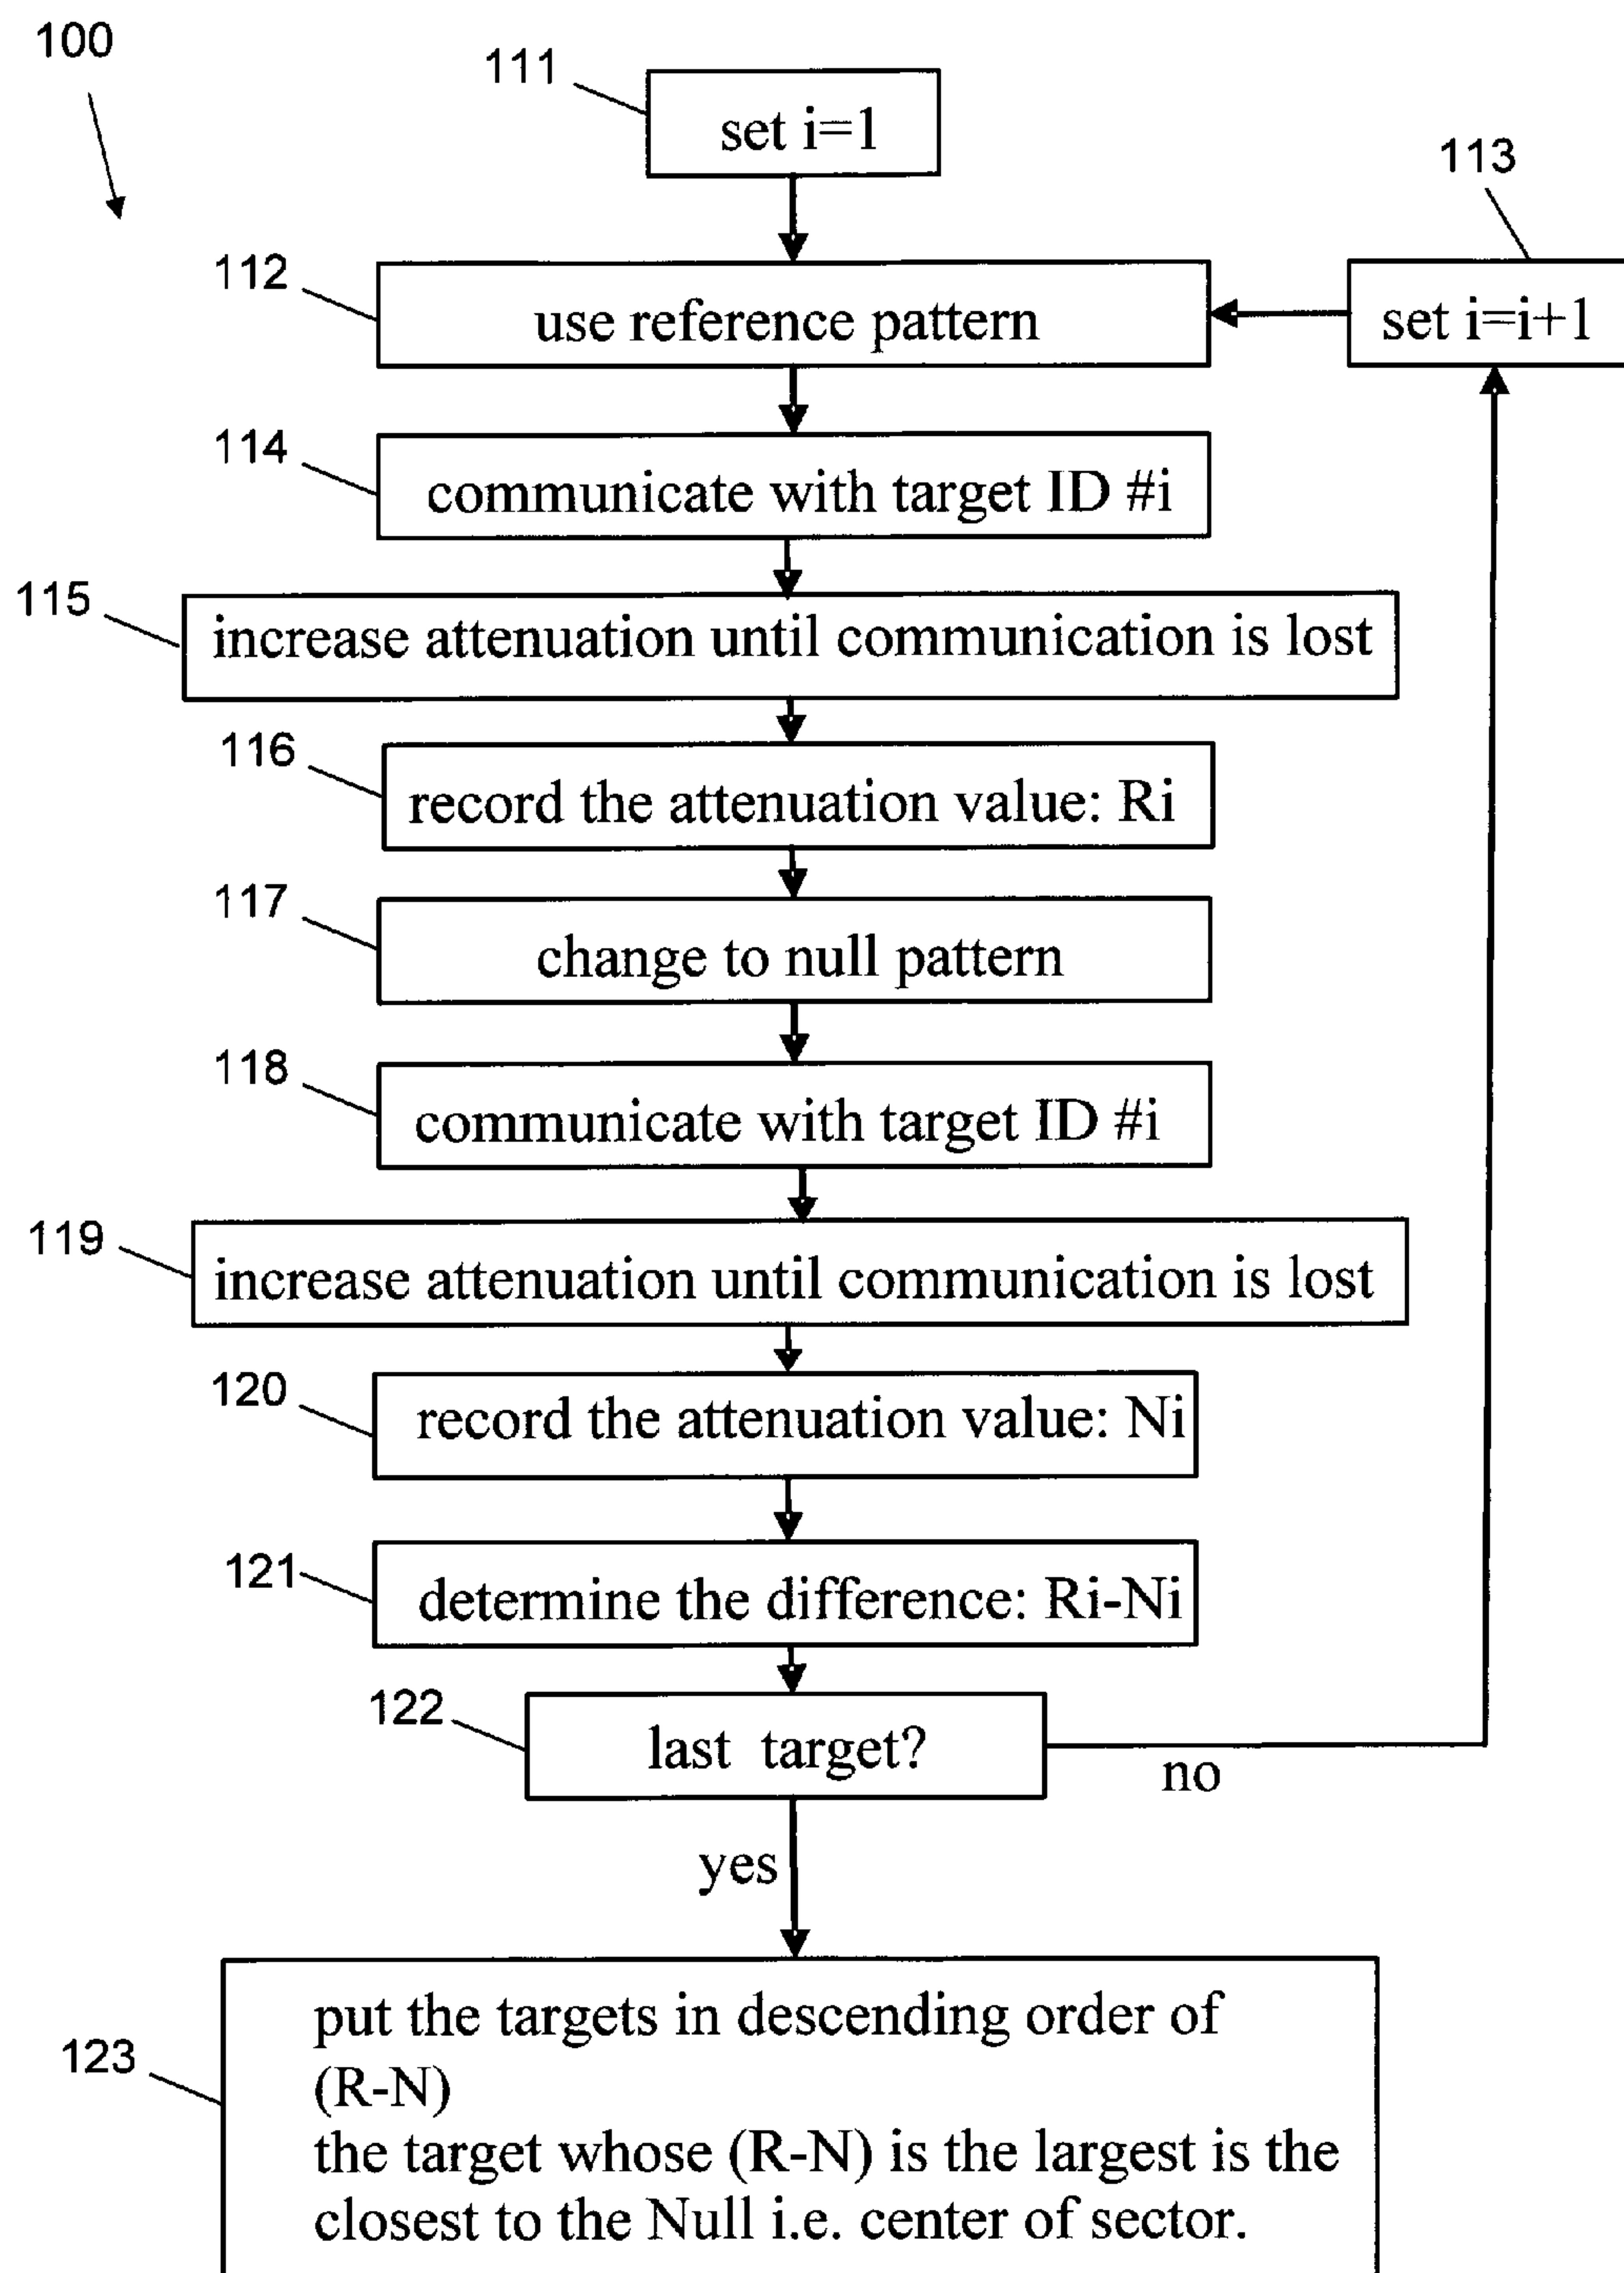 100
111
set i=1
113
112
use reference pattern
set i=i+1
114
communicate with target ID #i
115
increase attenuation until communication is lost
116
record the attenuation value: Ri
117
change to null pattern
118
communicate with target ID #i
119
increase attenuation until communication is lost
120
record the attenuation value: Ni
121
determine the difference: Ri-Ni
122
last target?
no
yes
123
put the targets in descending order of
(R-N)
the target whose (R-N) is the largest is the
closest to the Null i.e. center of sector.